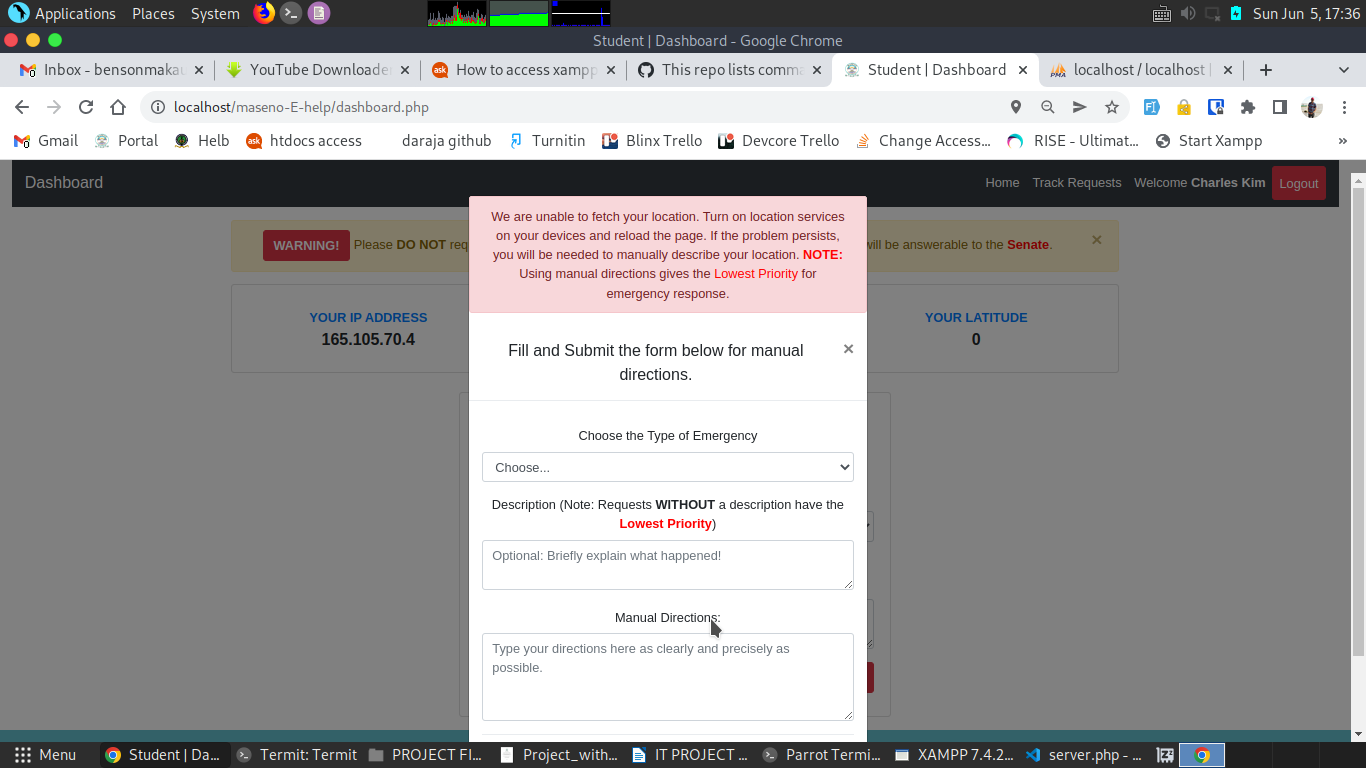 Applications Places System
Sun Jun 5, 17:36
Student | Dashboard - Google Chrome
Inbox - bensonmakau
YouTube Downloader
How to access xampp
This repo lists comma
Student | Dashboard
localhost / localhost |
localhost/maseno-E-help/dashboard.php
Gmail Portal Helb htdocs access daraja github Turnitin Blinx Trello Devcore Trello Change Access... RISE - Ultimat... Start Xampp »
Dashboard
Home Track Requests Welcome Charles Kim Logout
We are unable to fetch your location. Turn on location services
on your devices and reload the page. If the problem persists,
you will be needed to manually describe your location. NOTE:
Using manual directions gives the Lowest Priority for
emergency response.
WARNING! Please DO NOT req
will be answerable to the Senate. ×
YOUR IP ADDRESS
165.105.70.4
YOUR LATITUDE
0
Fill and Submit the form below for manual
directions.
×
Choose the Type of Emergency
Choose...
Description (Note: Requests WITHOUT a description have the
Lowest Priority)
Optional: Briefly explain what happened!
Manual Directions:
Type your directions here as clearly and precisely as
possible.
Menu Student | Da... Termit: Termit PROJECT FI... Project_with... IT PROJECT ... Parrot Termi... XAMPP 7.4.2... server.php - ...